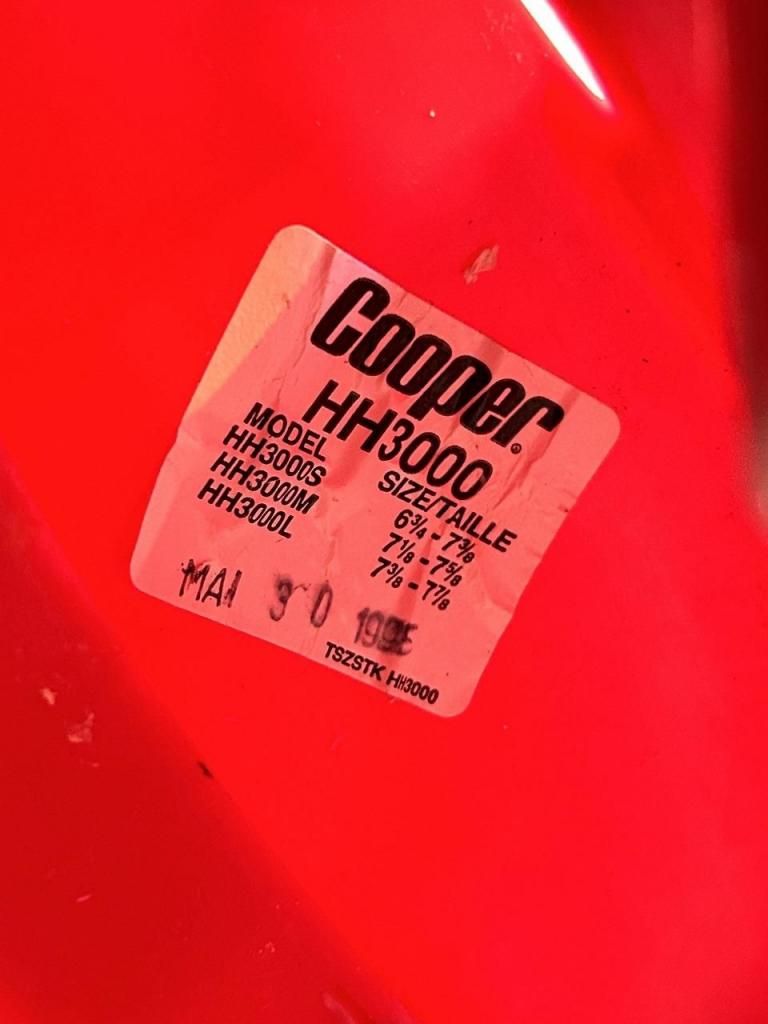 Cooper®
HH3000
MODEL SIZE/TAILLE
HH3000S 6¾ - 7⅜
HH3000M 7⅛ - 7⅝
HH3000L 7⅜ - 7⅞
MAI 30
TSZSTK HH3000